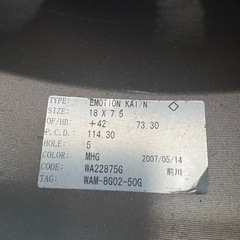 TYPE: EMOTION KAI/N
SIZE: 18 X 7.5
OF/HB: +42 73.30
P.C.D.: 114.30
HOLE: 5
COLOR: MHG 2007/05/14
CODE: WA22875G 前川
TAG: WAM-8G02-50G